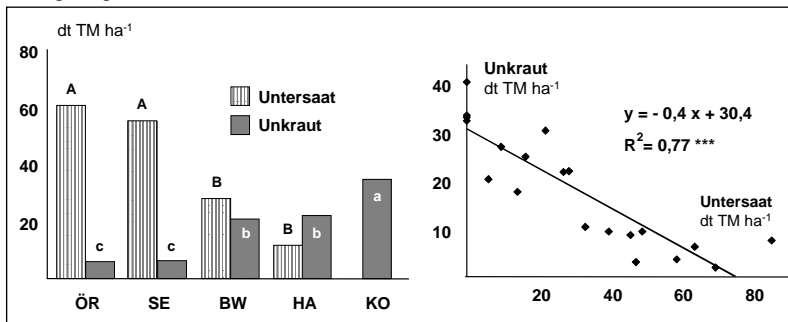 dt TM ha-1
80
60
40
20
A
A
B
B
c
c
b
b
a
Untersaat
Unkraut
ÖR SE BW HA KO
Unkraut
dt TM ha-1
40
30
20
10
y = - 0,4 x + 30,4
R2= 0,77 ***
Untersaat
dt TM ha-1
20 40 60 80